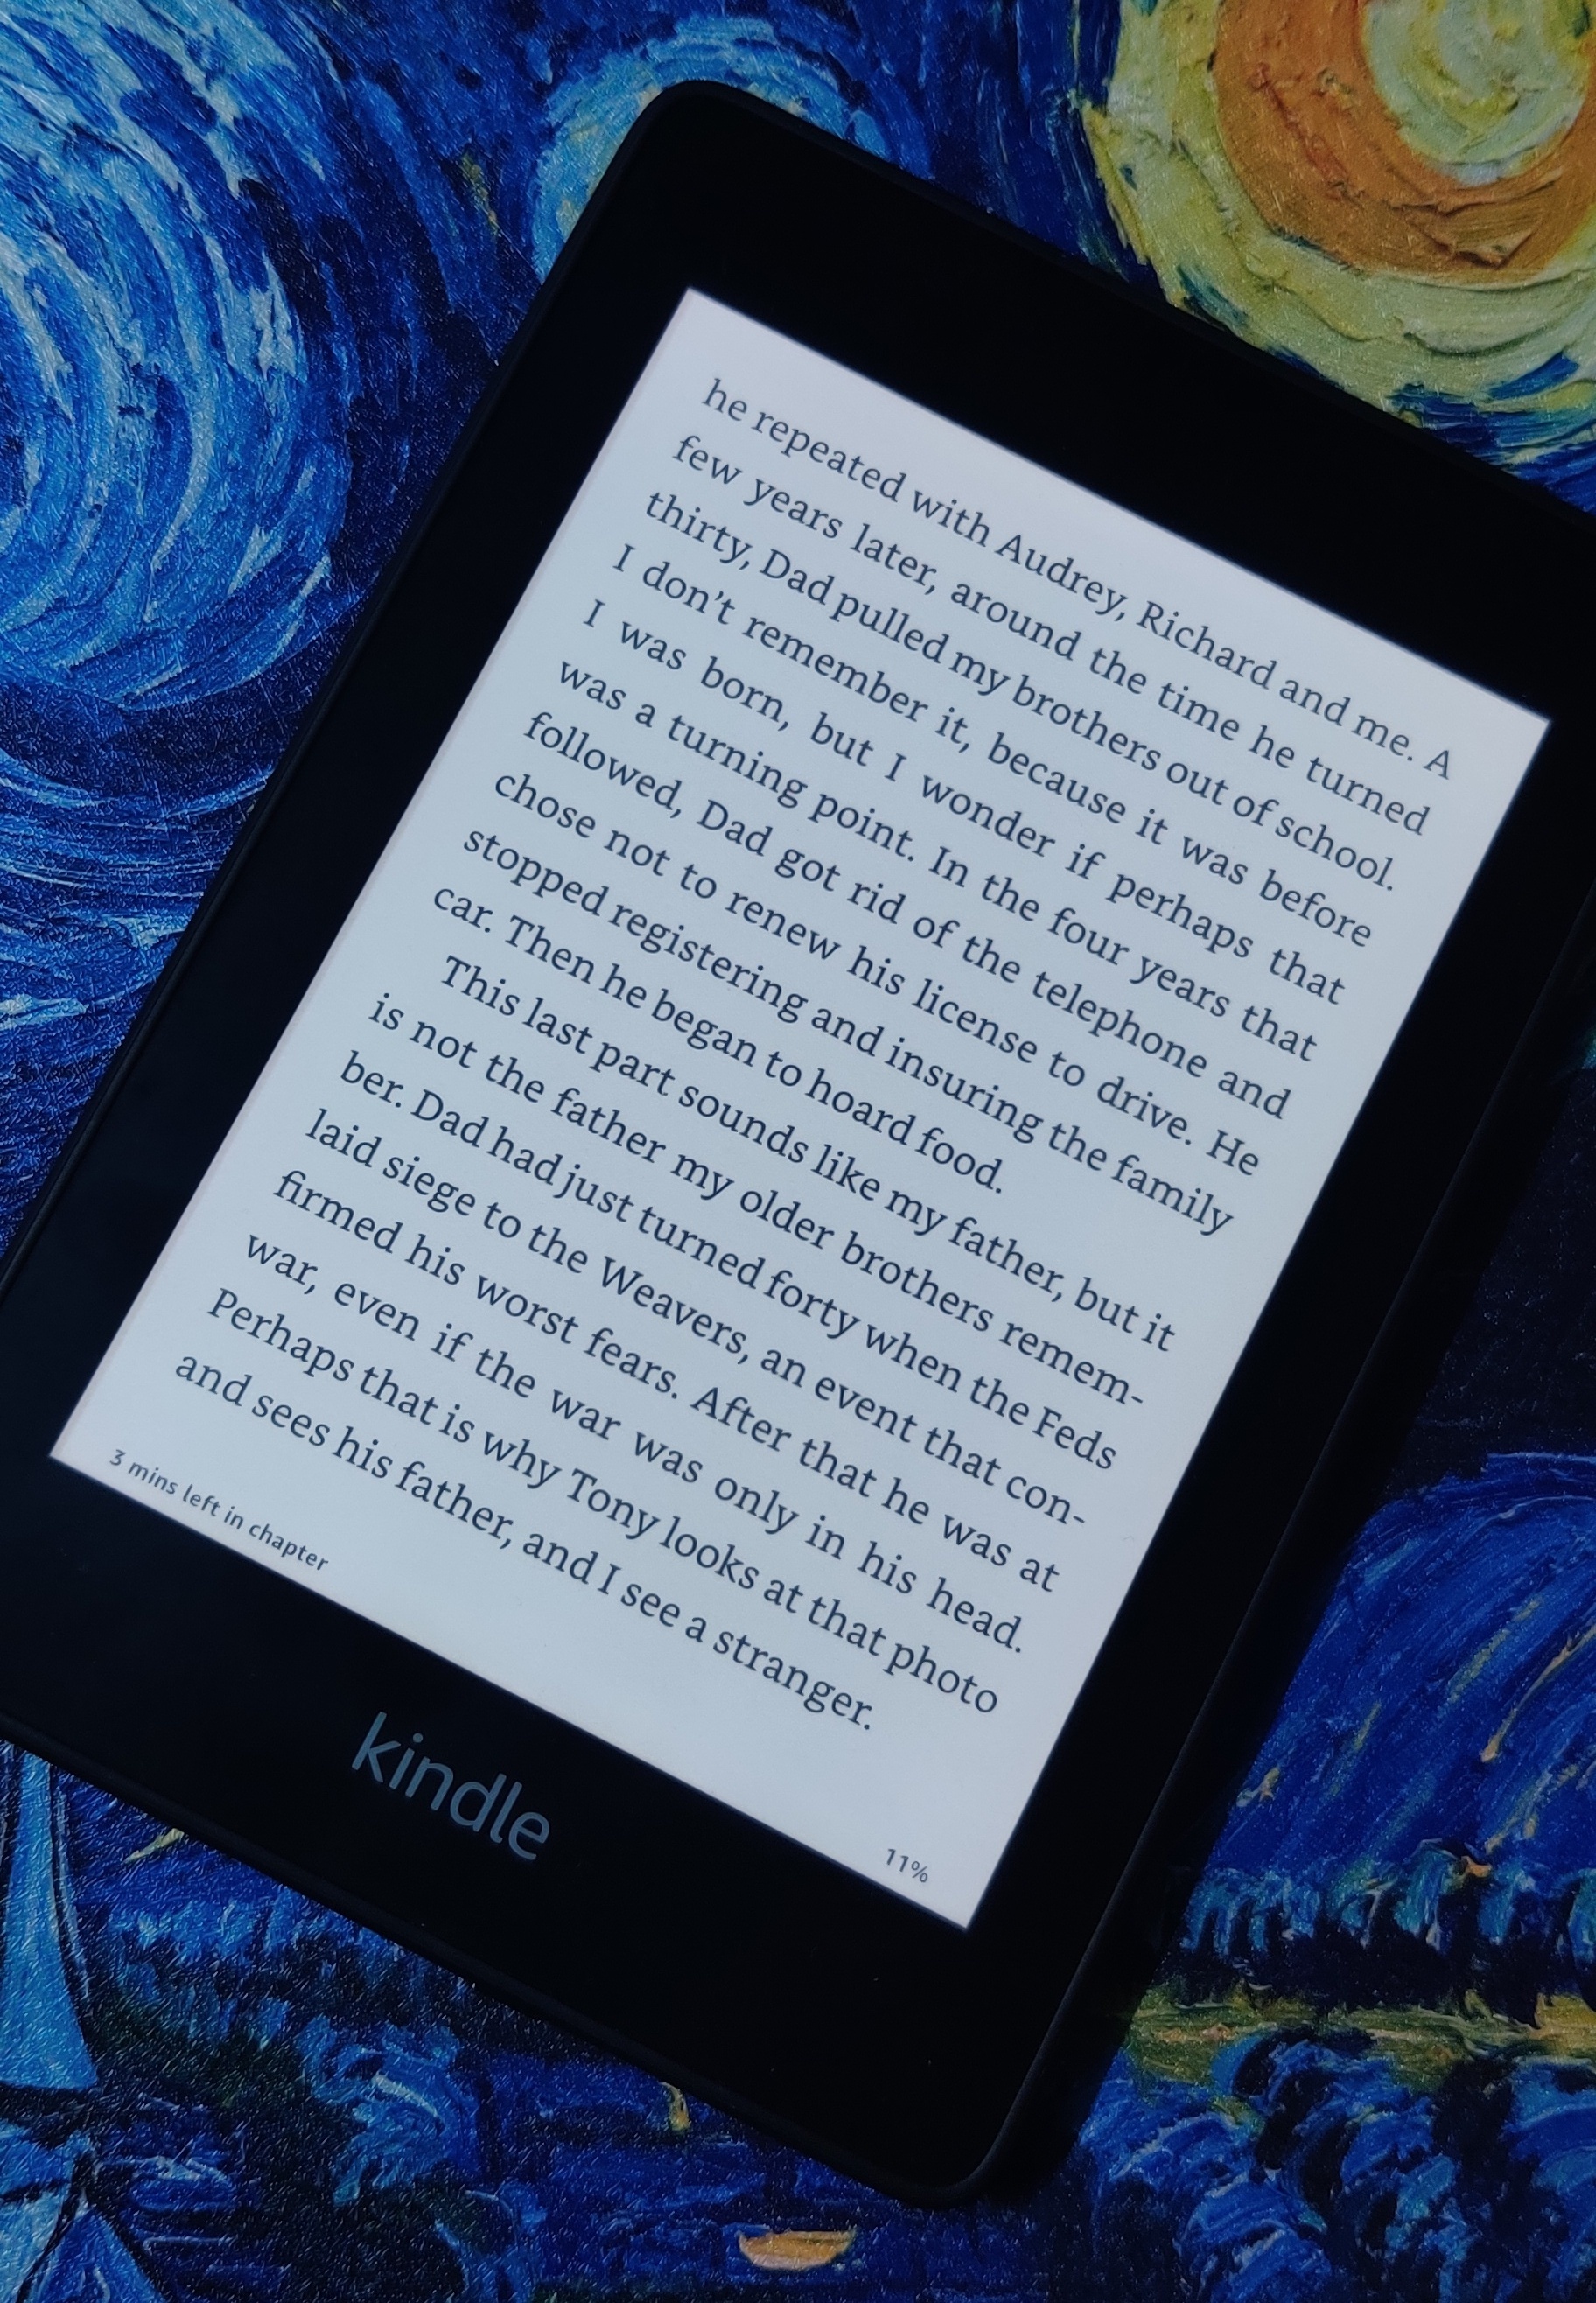 he repeated with Audrey, Richard and me. A
few years later, around the time he turned
thirty, Dad pulled my brothers out of school.
I don’t remember it, because it was before
I was born, but I wonder if perhaps that
was a turning point. In the four years that
followed, Dad got rid of the telephone and
chose not to renew his license to drive. He
stopped registering and insuring the family
car. Then he began to hoard food.
This last part sounds like my father, but it
is not the father my older brothers remem-
ber. Dad had just turned forty when the Feds
laid siege to the Weavers, an event that con-
firmed his worst fears. After that he was at
war, even if the war was only in his head.
Perhaps that is why Tony looks at that photo
and sees his father, and I see a stranger.
3 mins left in chapter
11%
kindle